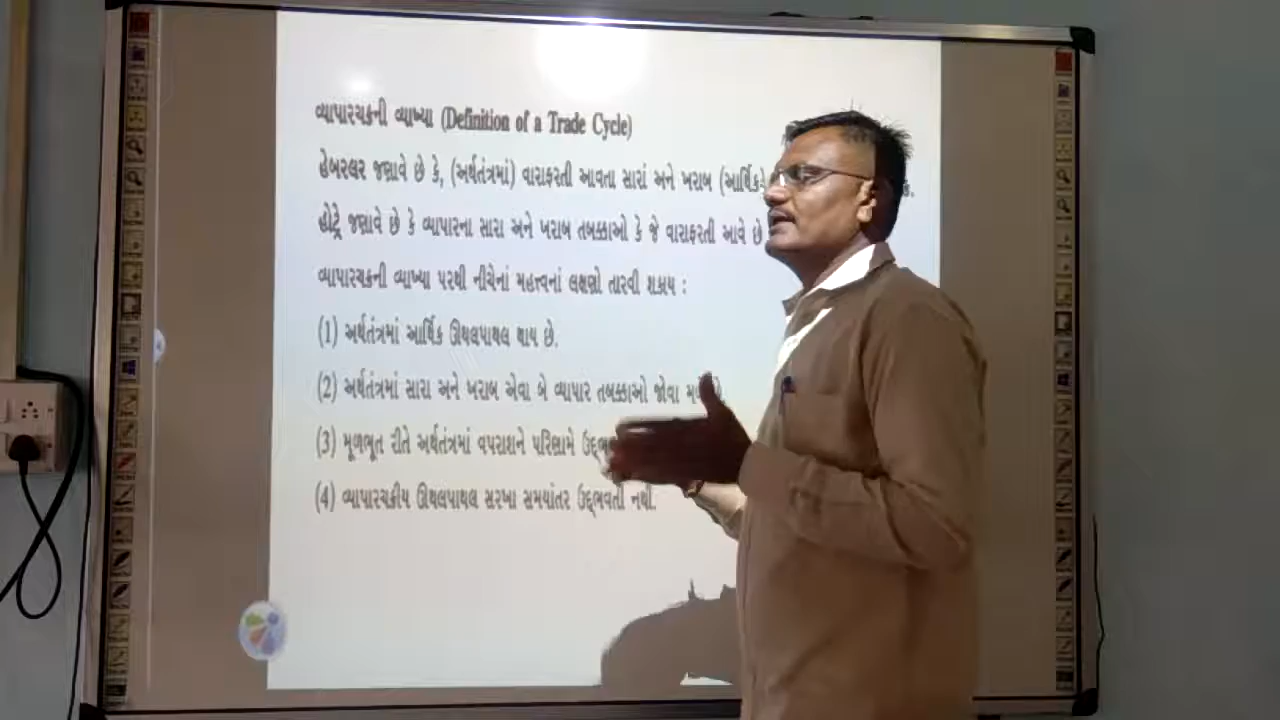 વ્યાપારચક્રની વ્યાખ્યા (Definition of a Trade Cycle)
હેબરલર જણાવે છે કે, (અર્થતંત્રમાં) વારાફરતી આવતા સારાં અને ખરાબ (આર્થિક
હોટ્રે જણાવે છે કે વ્યાપારના સારા અને ખરાબ તબક્કાઓ કે જે વારાફરતી આવે છે
વ્યાપારચક્રની વ્યાખ્યા પરથી નીચેનાં મહત્ત્વનાં લક્ષણો તારવી શકાય :
(1) અર્થતંત્રમાં આર્થિક ઊથલપાથલ થાય છે.
(2) અર્થતંત્રમાં સારા અને ખરાબ એવા બે વ્યાપાર તબક્કાઓ જોવા
(3) મૂળભૂત રીતે અર્થતંત્રમાં વપરાશને પરિણામે
(4) વ્યાપારચક્રીય ઊથલપાથલ સરખા સમયાંતર ઉદ્ભવતી નથી.